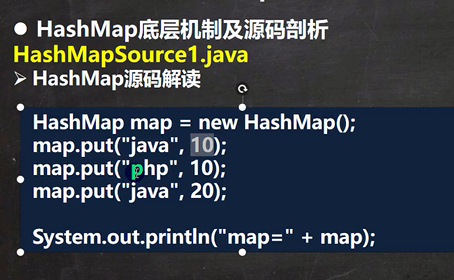 ● HashMap底层机制及源码剖析
HashMapSource1.java
➢ HashMap源码解读
HashMap map = new HashMap();
map.put("java", 10);
map.put("php", 10);
map.put("java", 20);
System.out.println("map=" + map);